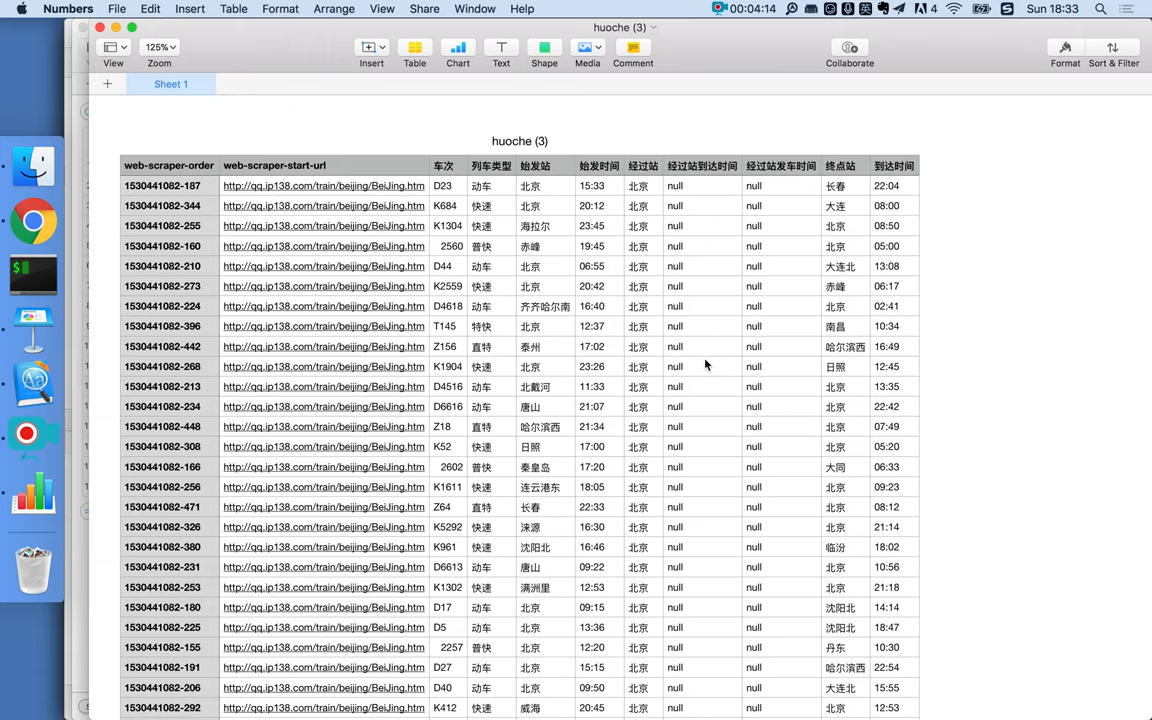 Numbers File Edit Insert Table Format Arrange View Share Window Help 00:04:14 英 4 Sun 18:33
huoche (3)
125%
View Zoom Insert Table Chart Text Shape Media Comment Collaborate Format Sort & Filter
Sheet 1
huoche (3)
web-scraper-order web-scraper-start-url 车次 列车类型 始发站 始发时间 经过站 经过站到达时间 经过站发车时间 终点站 到达时间
1530441082-187 http://qq.ip138.com/train/beijing/BeiJing.htm D23 动车 北京 15:33 北京 null null 长春 22:04
1530441082-344 http://qq.ip138.com/train/beijing/BeiJing.htm K684 快速 北京 20:12 北京 null null 大连 08:00
1530441082-255 http://qq.ip138.com/train/beijing/BeiJing.htm K1304 快速 海拉尔 23:45 北京 null null 北京 08:50
1530441082-160 http://qq.ip138.com/train/beijing/BeiJing.htm 2560 普快 赤峰 19:45 北京 null null 北京 05:00
1530441082-210 http://qq.ip138.com/train/beijing/BeiJing.htm D44 动车 北京 06:55 北京 null null 大连北 13:08
1530441082-273 http://qq.ip138.com/train/beijing/BeiJing.htm K2559 快速 北京 20:42 北京 null null 赤峰 06:17
1530441082-224 http://qq.ip138.com/train/beijing/BeiJing.htm D4618 动车 齐齐哈尔南 16:40 北京 null null 北京 02:41
1530441082-396 http://qq.ip138.com/train/beijing/BeiJing.htm T145 特快 北京 12:37 北京 null null 南昌 10:34
1530441082-442 http://qq.ip138.com/train/beijing/BeiJing.htm Z156 直特 泰州 17:02 北京 null null 哈尔滨西 16:49
1530441082-268 http://qq.ip138.com/train/beijing/BeiJing.htm K1904 快速 北京 23:26 北京 null null 日照 12:45
1530441082-213 http://qq.ip138.com/train/beijing/BeiJing.htm D4516 动车 北戴河 11:33 北京 null null 北京 13:35
1530441082-234 http://qq.ip138.com/train/beijing/BeiJing.htm D6616 动车 唐山 21:07 北京 null null 北京 22:42
1530441082-448 http://qq.ip138.com/train/beijing/BeiJing.htm Z18 直特 哈尔滨西 21:34 北京 null null 北京 07:49
1530441082-308 http://qq.ip138.com/train/beijing/BeiJing.htm K52 快速 日照 17:00 北京 null null 北京 05:20
1530441082-166 http://qq.ip138.com/train/beijing/BeiJing.htm 2602 普快 秦皇岛 17:20 北京 null null 大同 06:33
1530441082-256 http://qq.ip138.com/train/beijing/BeiJing.htm K1611 快速 连云港东 18:05 北京 null null 北京 09:23
1530441082-471 http://qq.ip138.com/train/beijing/BeiJing.htm Z64 直特 长春 22:33 北京 null null 北京 08:12
1530441082-326 http://qq.ip138.com/train/beijing/BeiJing.htm K5292 快速 涞源 16:30 北京 null null 北京 21:14
1530441082-380 http://qq.ip138.com/train/beijing/BeiJing.htm K961 快速 沈阳北 16:46 北京 null null 临汾 18:02
1530441082-231 http://qq.ip138.com/train/beijing/BeiJing.htm D6613 动车 唐山 09:22 北京 null null 北京 10:56
1530441082-253 http://qq.ip138.com/train/beijing/BeiJing.htm K1302 快速 满洲里 12:53 北京 null null 北京 21:18
1530441082-180 http://qq.ip138.com/train/beijing/BeiJing.htm D17 动车 北京 09:15 北京 null null 沈阳北 14:14
1530441082-225 http://qq.ip138.com/train/beijing/BeiJing.htm D5 动车 北京 13:36 北京 null null 沈阳北 18:47
1530441082-155 http://qq.ip138.com/train/beijing/BeiJing.htm 2257 普快 北京 12:20 北京 null null 丹东 10:30
1530441082-191 http://qq.ip138.com/train/beijing/BeiJing.htm D27 动车 北京 15:15 北京 null null 哈尔滨西 22:54
1530441082-206 http://qq.ip138.com/train/beijing/BeiJing.htm D40 动车 北京 09:50 北京 null null 大连北 15:55
1530441082-292 http://qq.ip138.com/train/beijing/BeiJing.htm K412 快速 威海 20:45 北京 null null 北京 12:53